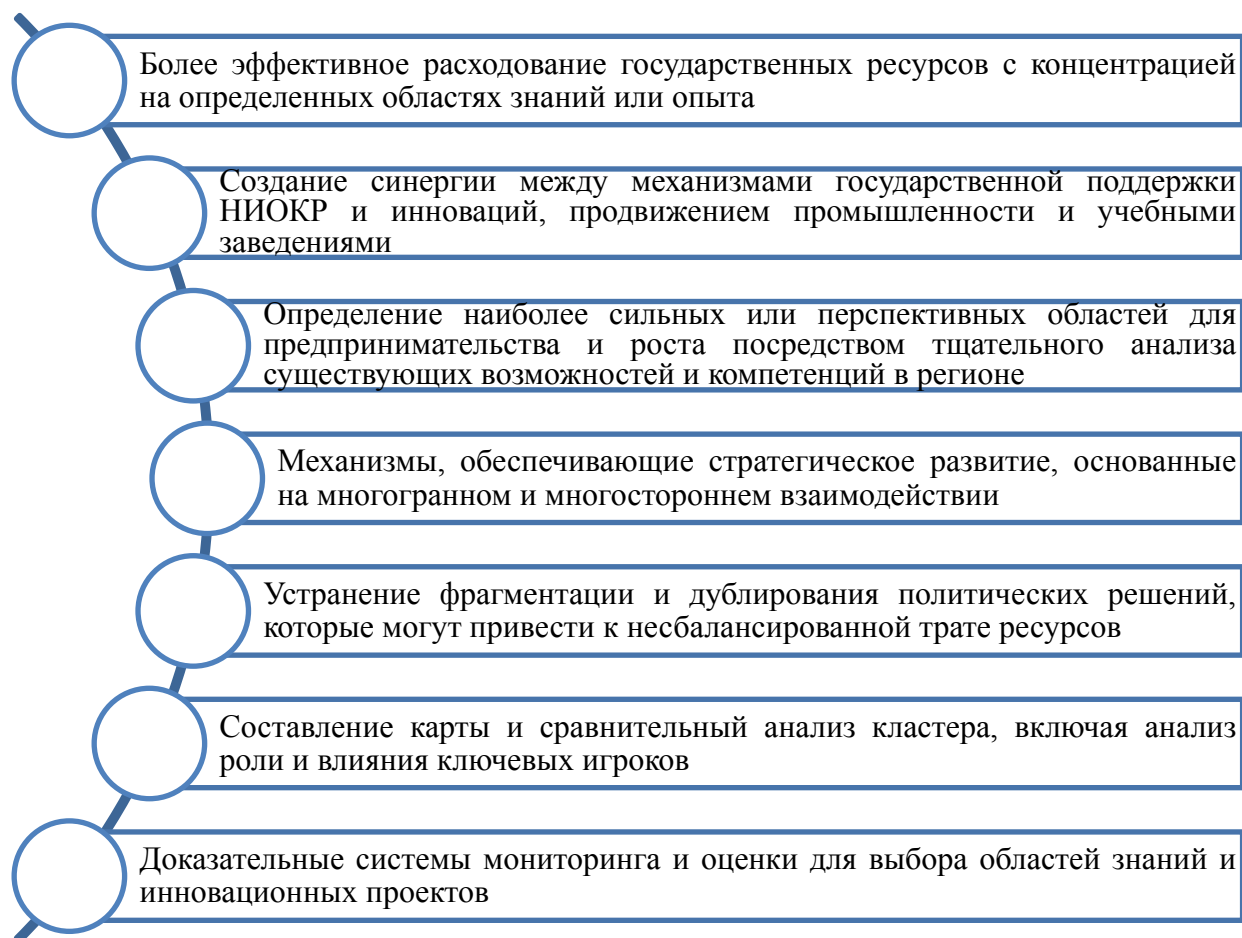 Более эффективное расходование государственных ресурсов с концентрацией
на определенных областях знаний или опыта
Создание синергии между механизмами государственной поддержки
НИОКР и инноваций, продвижением промышленности и учебными
заведениями
Определение наиболее сильных или перспективных областей для
предпринимательства и роста посредством тщательного анализа
существующих возможностей и компетенций в регионе
Механизмы, обеспечивающие стратегическое развитие, основанные
на многогранном и многостороннем взаимодействии
Устранение фрагментации и дублирования политических решений,
которые могут привести к несбалансированной трате ресурсов
Составление карты и сравнительный анализ кластера, включая анализ
роли и влияния ключевых игроков
Доказательные системы мониторинга и оценки для выбора областей знаний и
инновационных проектов